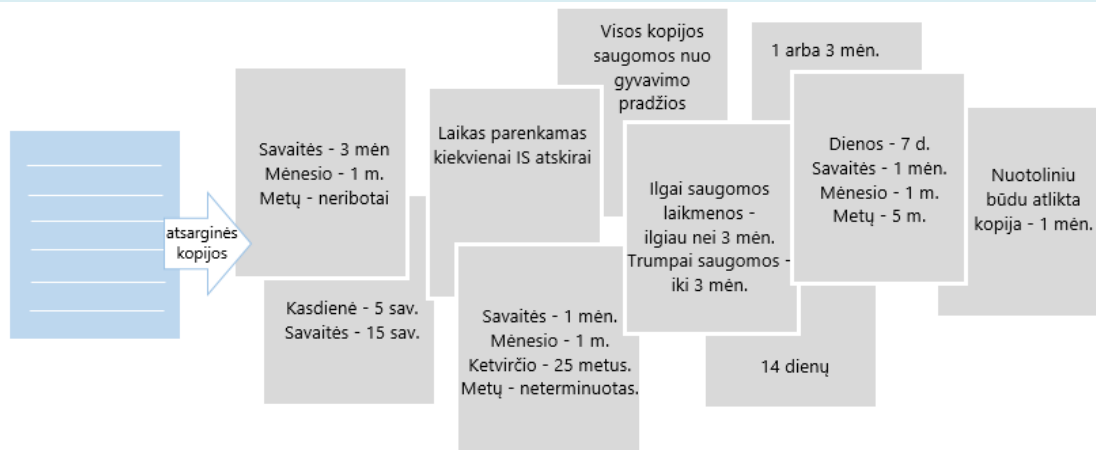 atsarginės
kopijos
Savaitės - 3 mėn
Mėnesio - 1 m.
Metų - neribotai
Kasdienė - 5 sav.
Savaitės - 15 sav.
Laikas parenkamas
kiekvienai IS atskirai
Savaitės - 1 mėn.
Mėnesio - 1 m.
Ketvirčio - 25 metus.
Metų - neterminuotas.
Visos kopijos
saugomos nuo
gyvavimo
pradžios
Ilgai saugomos
laikmenos -
ilgiau nei 3 mėn.
Trumpai saugomos -
iki 3 mėn.
1 arba 3 mėn.
Dienos - 7 d.
Savaitės - 1 mėn.
Mėnesio - 1 m.
Metų - 5 m.
14 dienų
Nuotoliniu
būdu atlikta
kopija - 1 mėn.